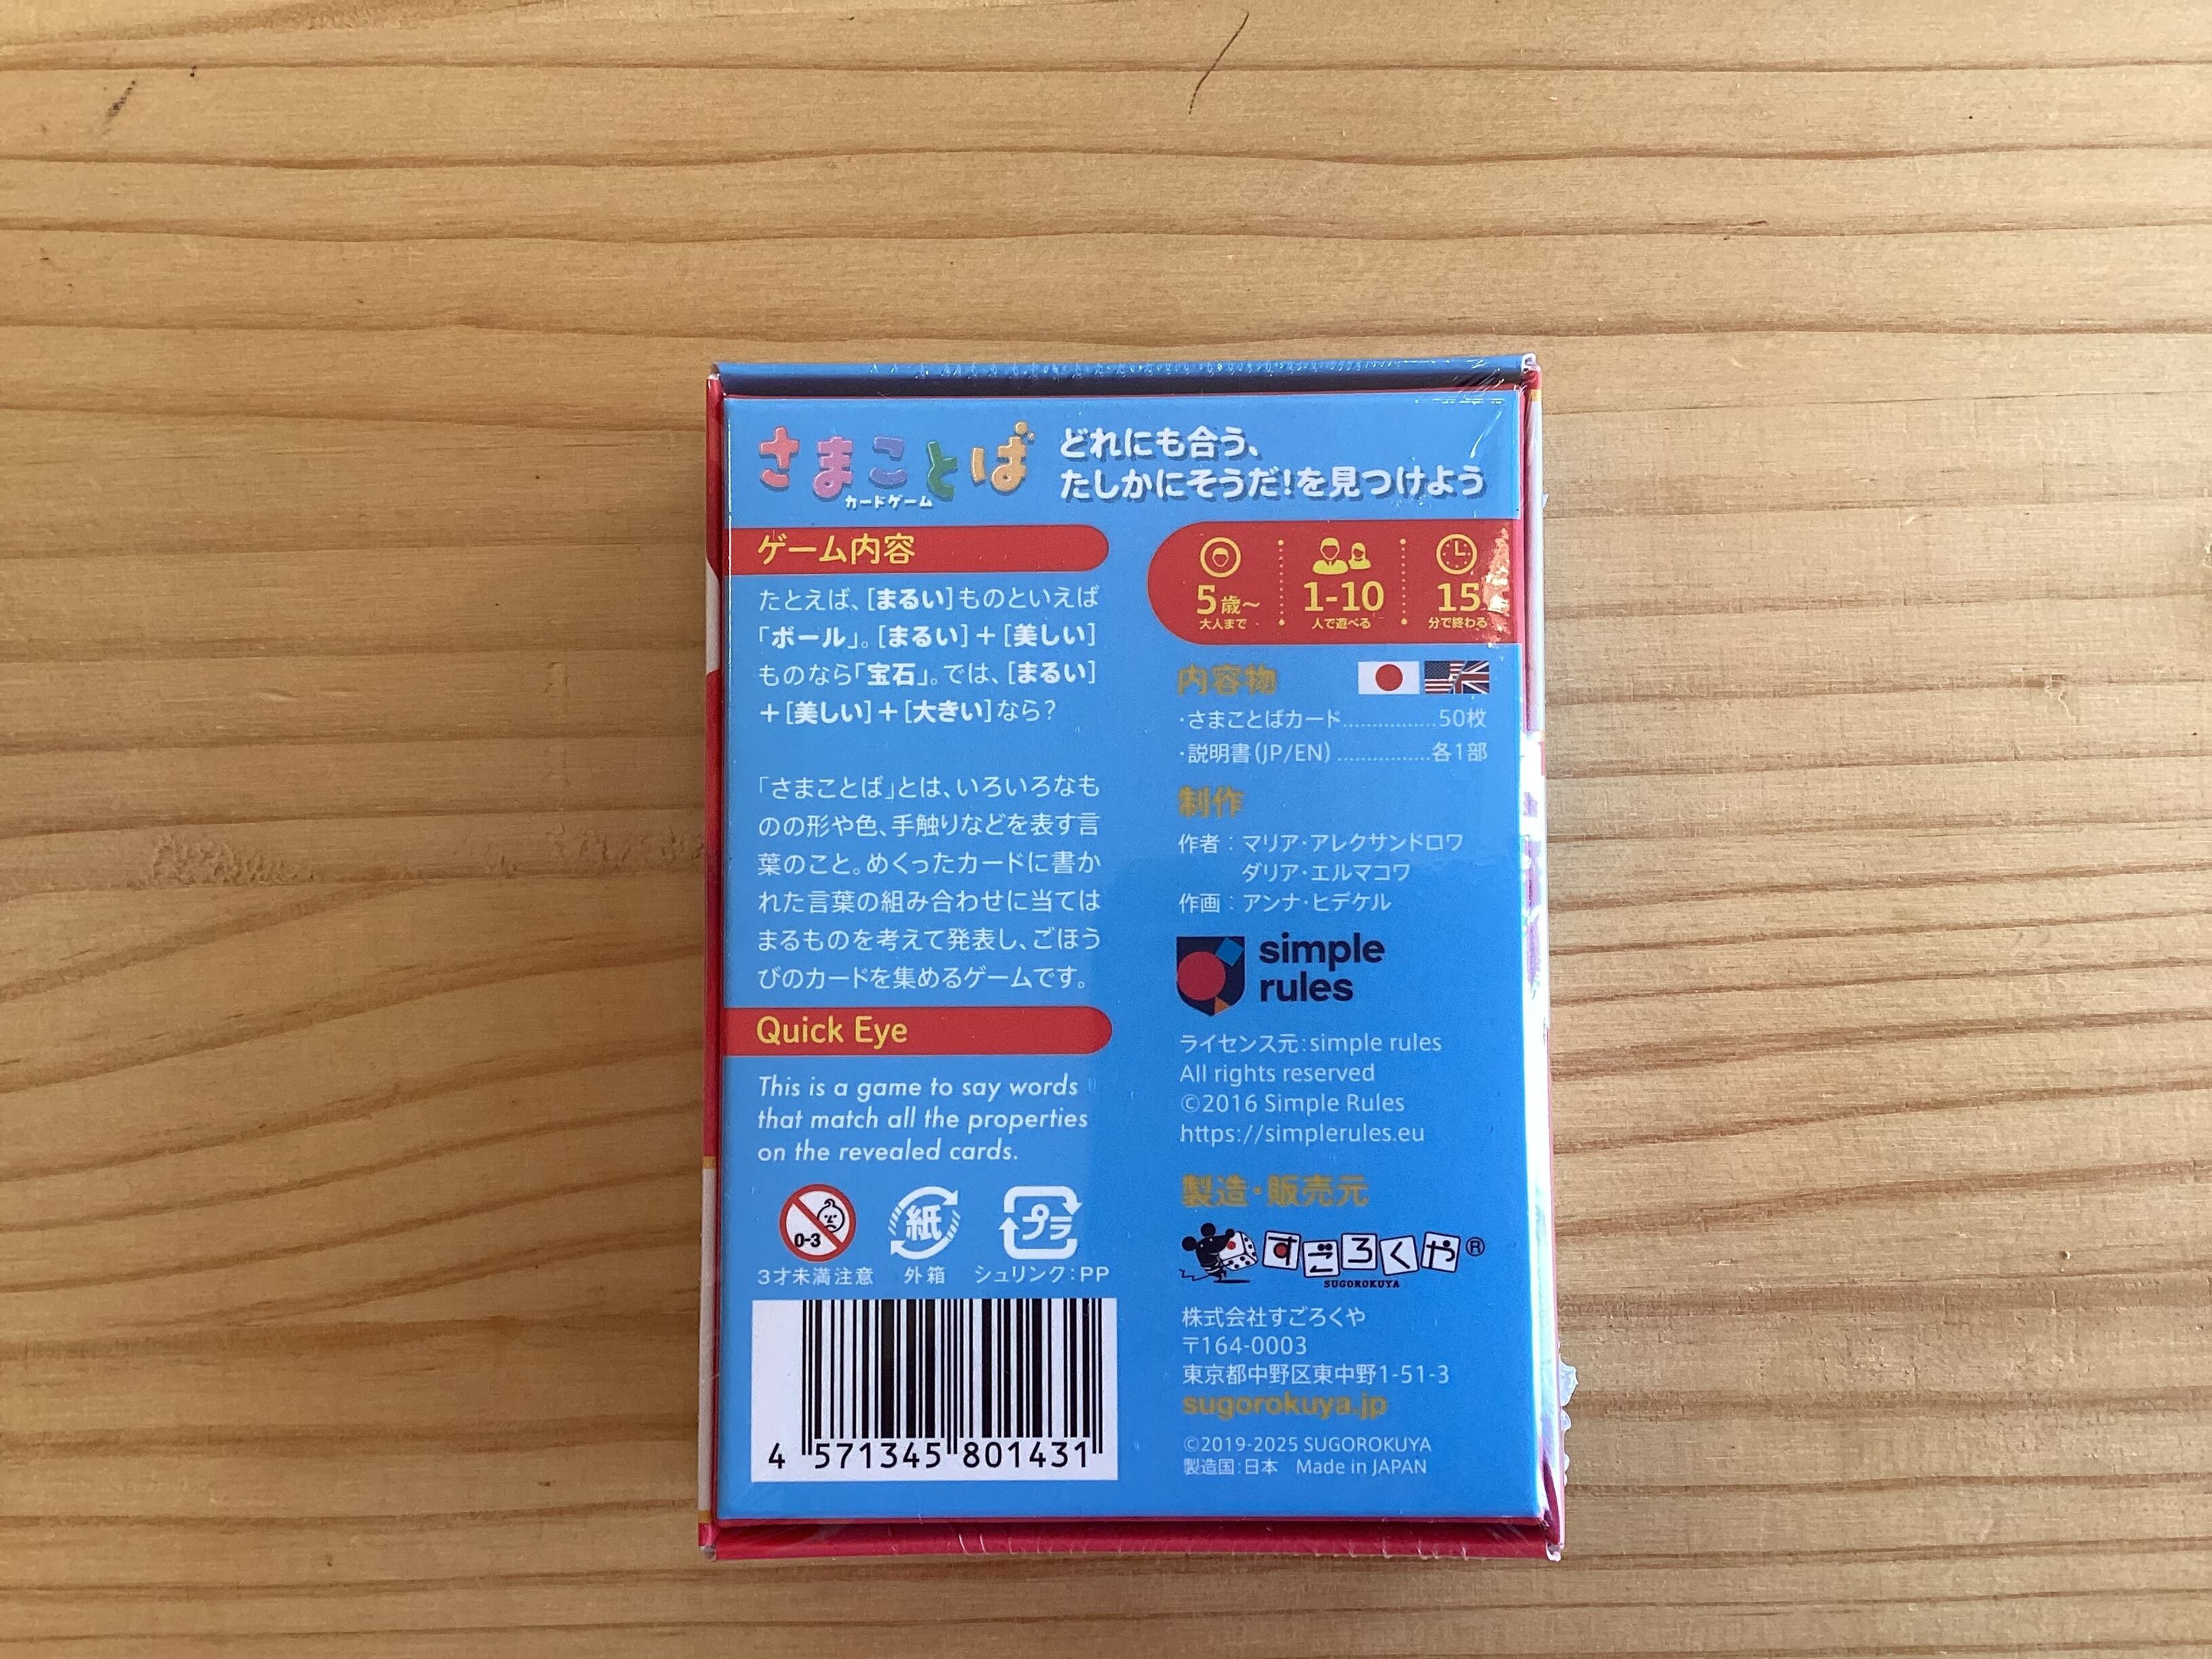 さまことば
カードゲーム
どれにも合う、
たしかにそうだ!を見つけよう
ゲーム内容
たとえば、[まるい]ものといえば
「ボール」。[まるい]+[美しい]
ものなら「宝石」。では、[まるい]
+[美しい]+[大きい]なら?
「さまことば」とは、いろいろなも
のの形や色、手触りなどを表す言
葉のこと。めくったカードに書か
れた言葉の組み合わせに当ては
まるものを考えて発表し、ごほう
びのカードを集めるゲームです。
Quick Eye
This is a game to say words
that match all the properties
on the revealed cards.
0-3
紙
プラ
3才未満注意
外箱
シュリンク:PP
4 571345 801431
5歳~
大人まで
1-10
人で遊べる
15
分で終わる
内容物
・さまことばカード................50枚
・説明書(JP/EN)................各1部
制作
作者:マリア・アレクサンドロワ
ダリア・エルマコワ
作画:アンナ・ヒデケル
simple
rules
ライセンス元:simple rules
All rights reserved
©2016 Simple Rules
https://simplerules.eu
製造・販売元
すごろくや®
SUGOROKUYA
株式会社すごろくや
〒164-0003
東京都中野区東中野1-51-3
sugorokuya.jp
©2019-2025 SUGOROKUYA
製造国:日本 Made in JAPAN